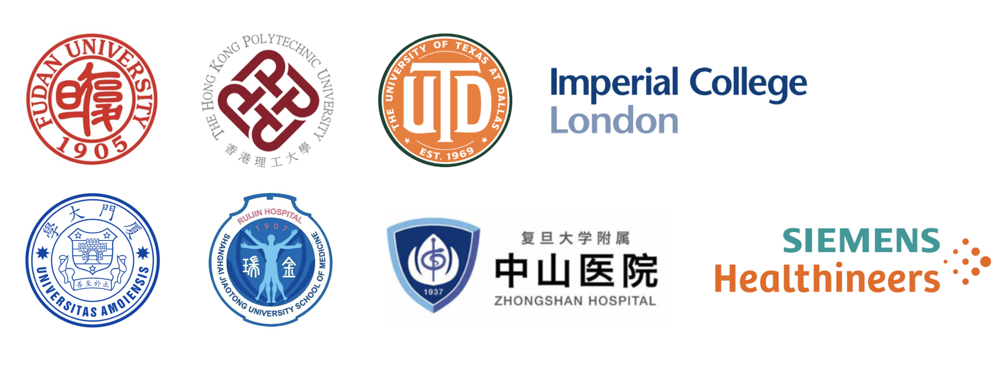 FUDAN UNIVERSITY
1905
THE HONG KONG POLYTECHNIC UNIVERSITY
香港理工大學
THE UNIVERSITY OF TEXAS AT DALLAS
UTD
EST. 1969
Imperial College
London
學大門廈
善至於止
UNIVERSITAS AMOIENSIS
RUIJIN HOSPITAL
1907
瑞金
SHANGHAI JIAOTONG UNIVERSITY SCHOOL OF MEDICINE
1937
复旦大学附属
中山医院
ZHONGSHAN HOSPITAL
SIEMENS
Healthineers